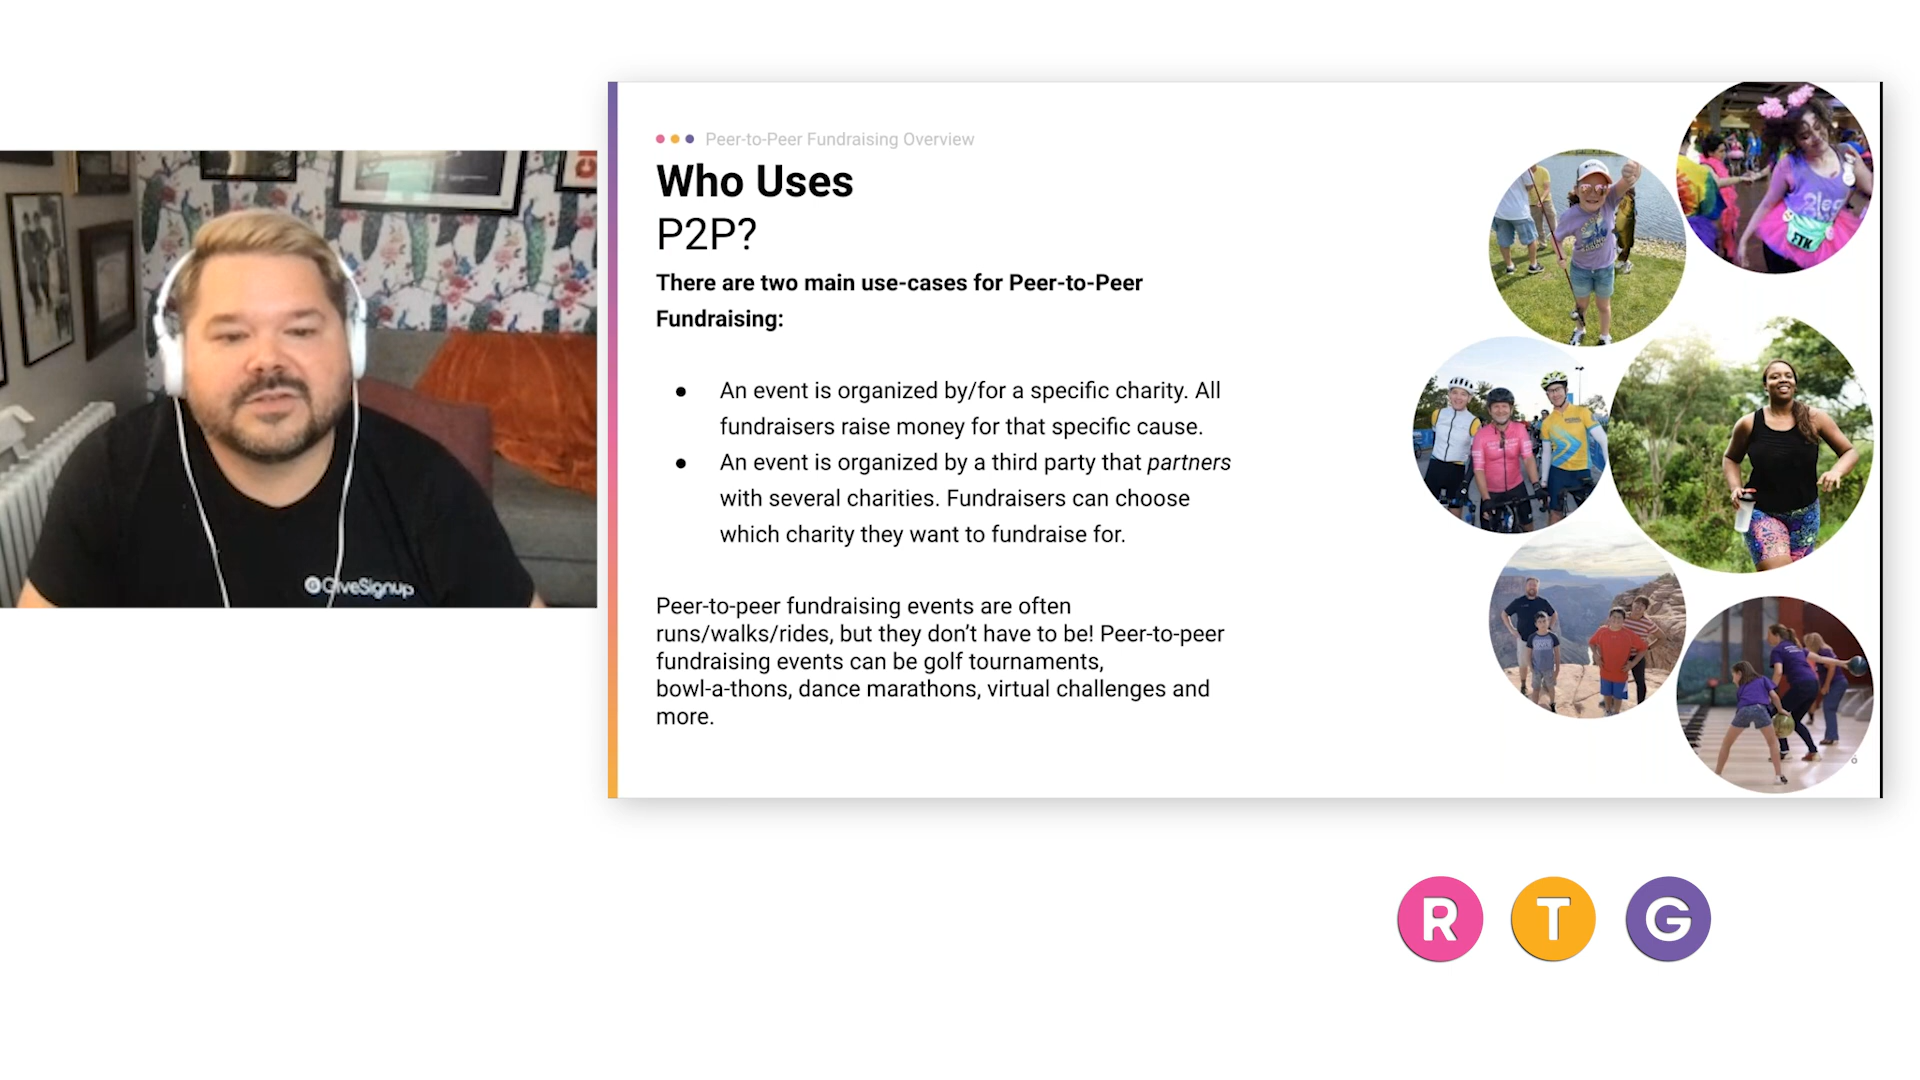 Peer-to-Peer Fundraising Overview
Who Uses
P2P?
There are two main use-cases for Peer-to-Peer
Fundraising:
● An event is organized by/for a specific charity. All
fundraisers raise money for that specific cause.
● An event is organized by a third party that partners
with several charities. Fundraisers can choose
which charity they want to fundraise for.
Peer-to-peer fundraising events are often
runs/walks/rides, but they don’t have to be! Peer-to-peer
fundraising events can be golf tournaments,
bowl-a-thons, dance marathons, virtual challenges and
more.
GiveSignup
FTK
R T G